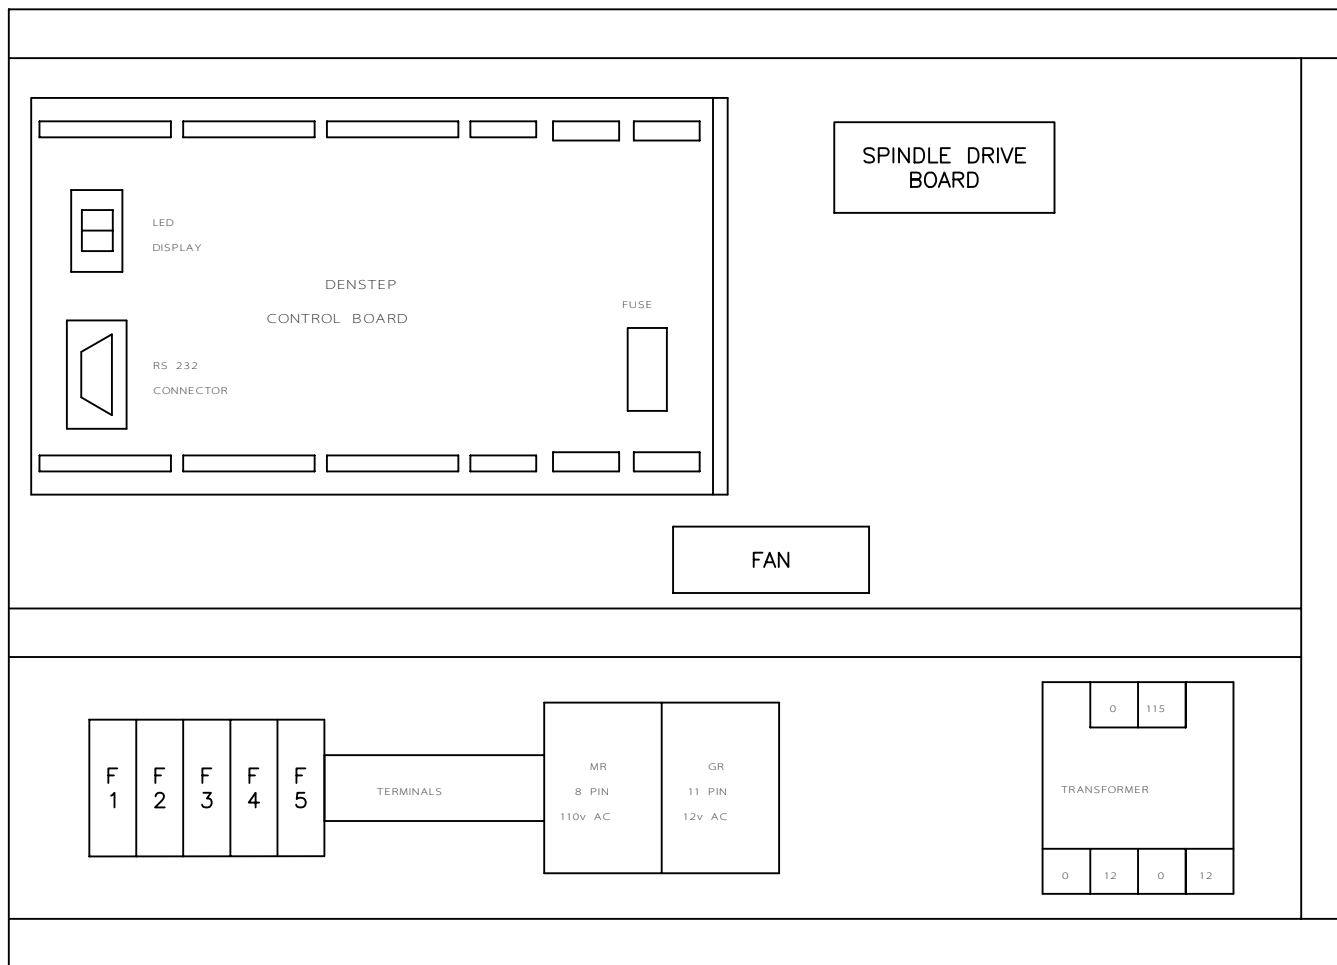 SPINDLE DRIVE
BOARD
LED
DISPLAY
DENSTEP
CONTROL BOARD
FUSE
RS 232
CONNECTOR
FAN
F
1
F
2
F
3
F
4
F
5
TERMINALS
MR
8 PIN
110v AC
GR
11 PIN
12v AC
0 115
TRANSFORMER
0 12 0 12